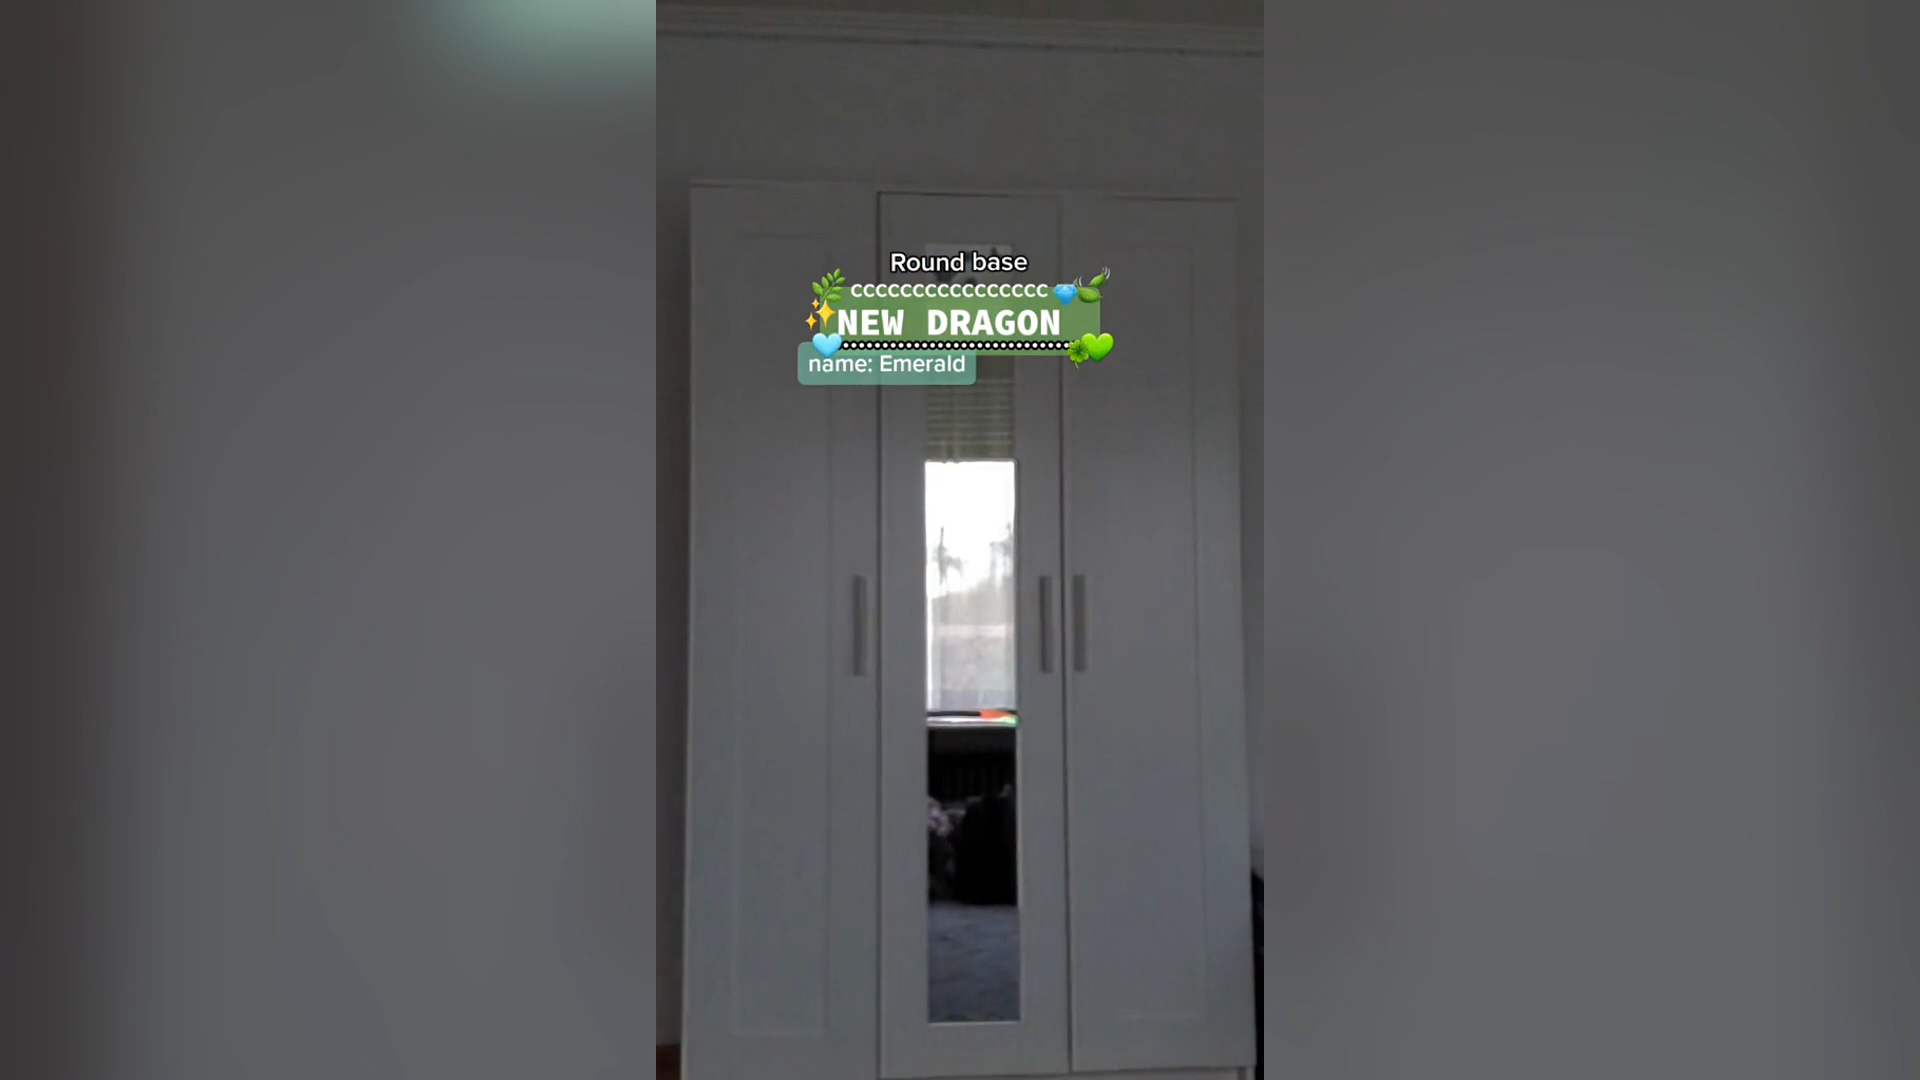 Round base
🌿 cccccccccccccccc 💎🫛
✨NEW DRAGON
🩵••••••••••••••••••••••••••••••🍀💚
name: Emerald